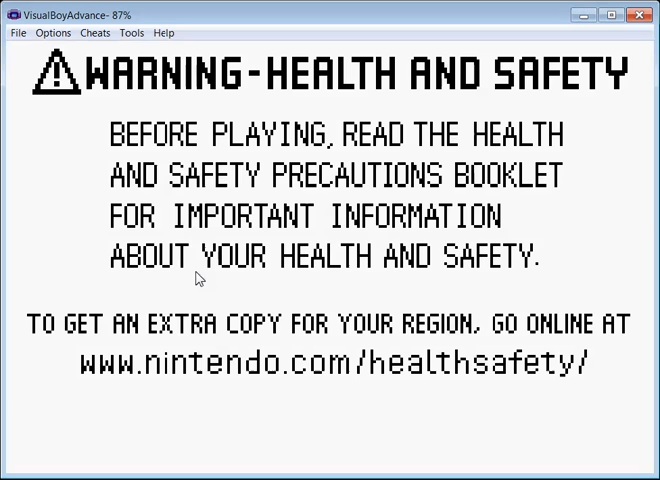 VisualBoyAdvance- 87%
File Options Cheats Tools Help
WARNING-HEALTH AND SAFETY
BEFORE PLAYING, READ THE HEALTH
AND SAFETY PRECAUTIONS BOOKLET
FOR IMPORTANT INFORMATION
ABOUT YOUR HEALTH AND SAFETY.
TO GET AN EXTRA COPY FOR YOUR REGION, GO ONLINE AT
www.nintendo.com/healthsafety/